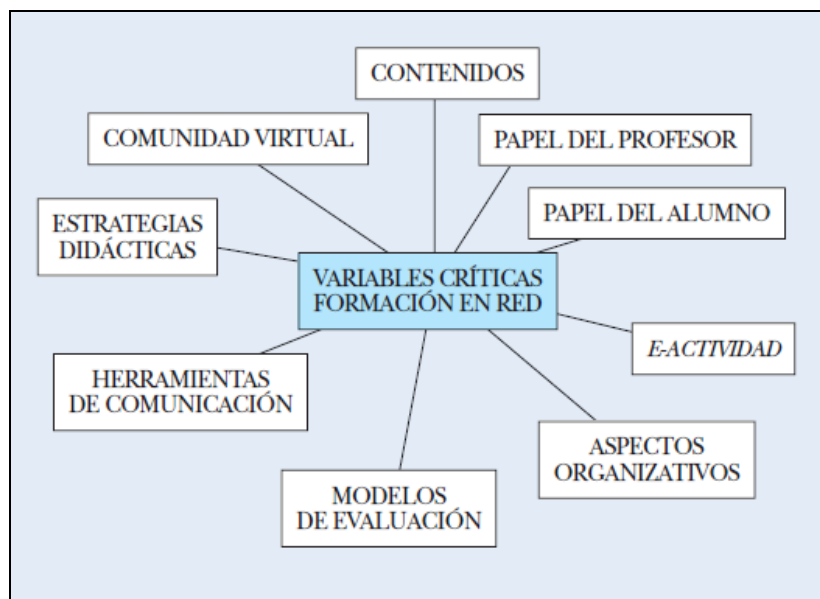 CONTENIDOS
COMUNIDAD VIRTUAL
PAPEL DEL PROFESOR
ESTRATEGIAS
DIDÁCTICAS
PAPEL DEL ALUMNO
VARIABLES CRÍTICAS
FORMACIÓN EN RED
E-ACTIVIDAD
HERRAMIENTAS
DE COMUNICACIÓN
ASPECTOS
ORGANIZATIVOS
MODELOS
DE EVALUACIÓN